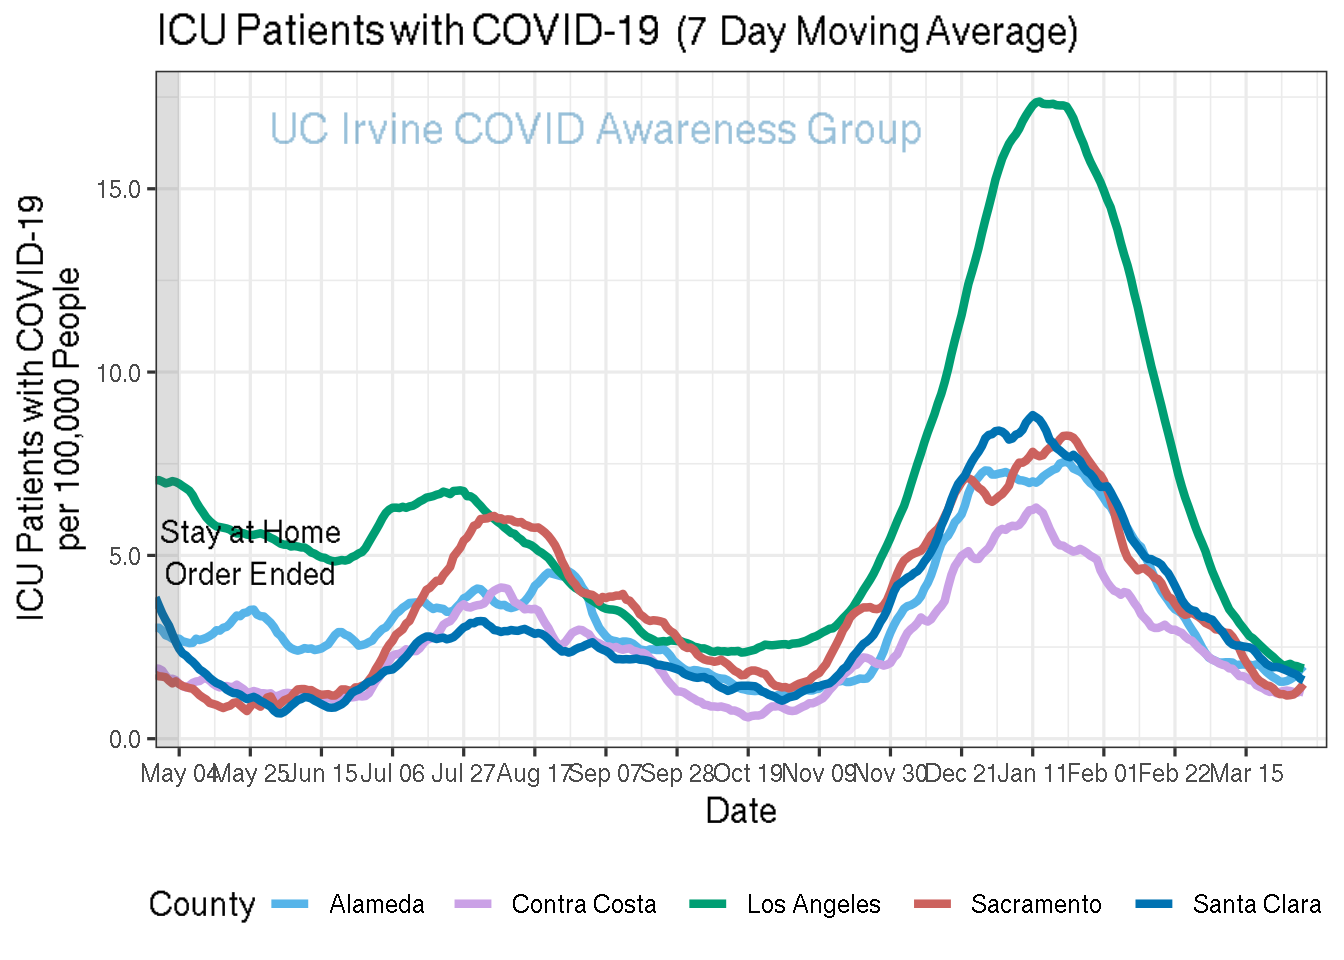 ICU Patients with COVID-19 (7 Day Moving Average)
UC Irvine COVID Awareness Group
ICU Patients with COVID-19
per 100,000 People
15.0
10.0
5.0
0.0
Stay at Home
Order Ended
May 04 May 25 Jun 15 Jul 06 Jul 27 Aug 17 Sep 07 Sep 28 Oct 19 Nov 09 Nov 30 Dec 21 Jan 11 Feb 01 Feb 22 Mar 15
Date
County Alameda Contra Costa Los Angeles Sacramento Santa Clara